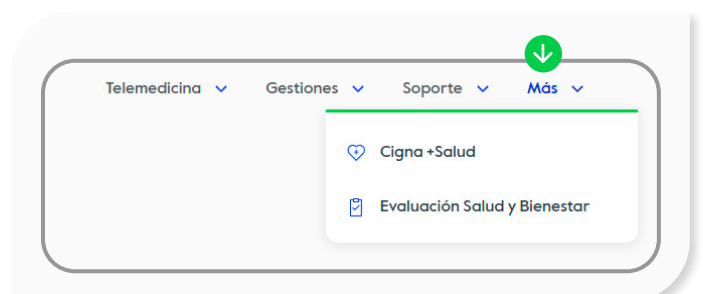 Telemedicina Gestiones Soporte Más
Cigna +Salud
Evaluación Salud y Bienestar